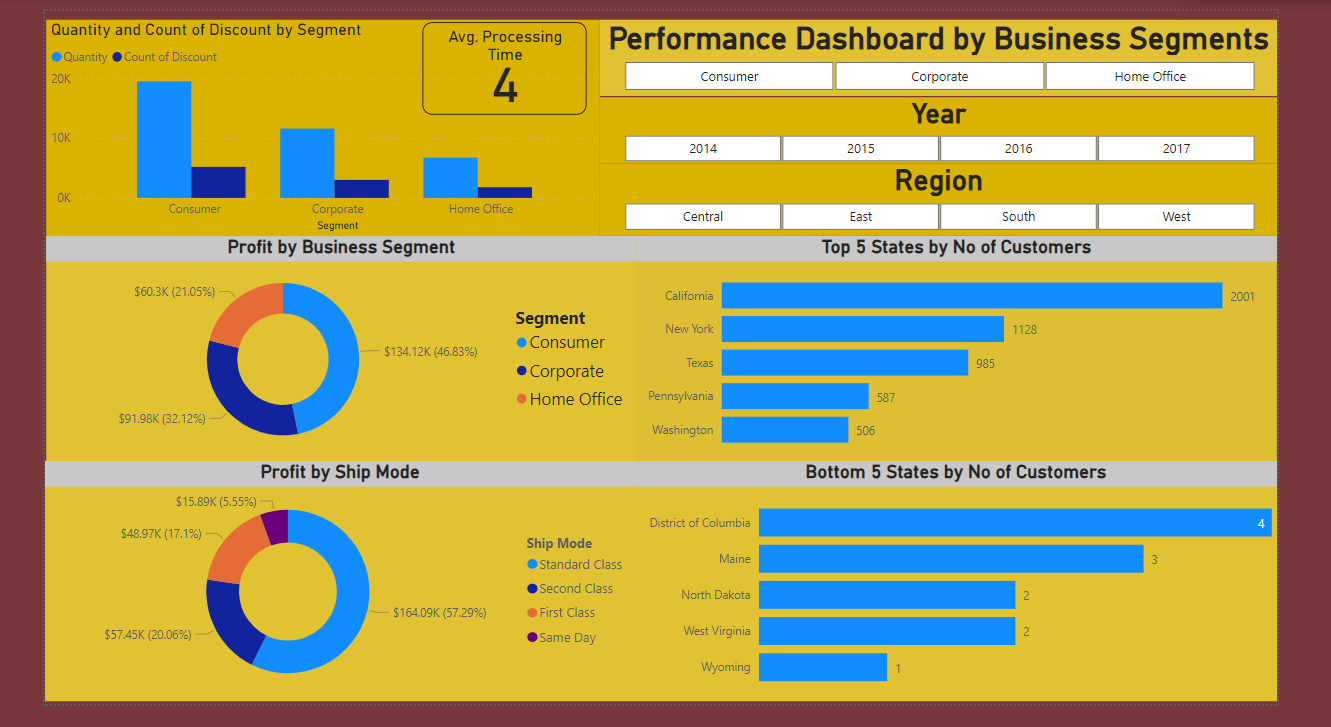 Quantity and Count of Discount by Segment
Quantity Count of Discount
20K
10K
0K
Consumer Corporate Home Office
Segment
Avg. Processing
Time
4
Performance Dashboard by Business Segments
Consumer Corporate Home Office
Year
2014 2015 2016 2017
Region
Central East South West
Profit by Business Segment
$60.3K (21.05%)
$134.12K (46.83%)
$91.98K (32.12%)
Segment
Consumer
Corporate
Home Office
Top 5 States by No of Customers
California 2001
New York 1128
Texas 985
Pennsylvania 587
Washington 506
Profit by Ship Mode
$15.89K (5.55%)
$48.97K (17.1%)
$164.09K (57.29%)
$57.45K (20.06%)
Ship Mode
Standard Class
Second Class
First Class
Same Day
Bottom 5 States by No of Customers
District of Columbia 4
Maine 3
North Dakota 2
West Virginia 2
Wyoming 1